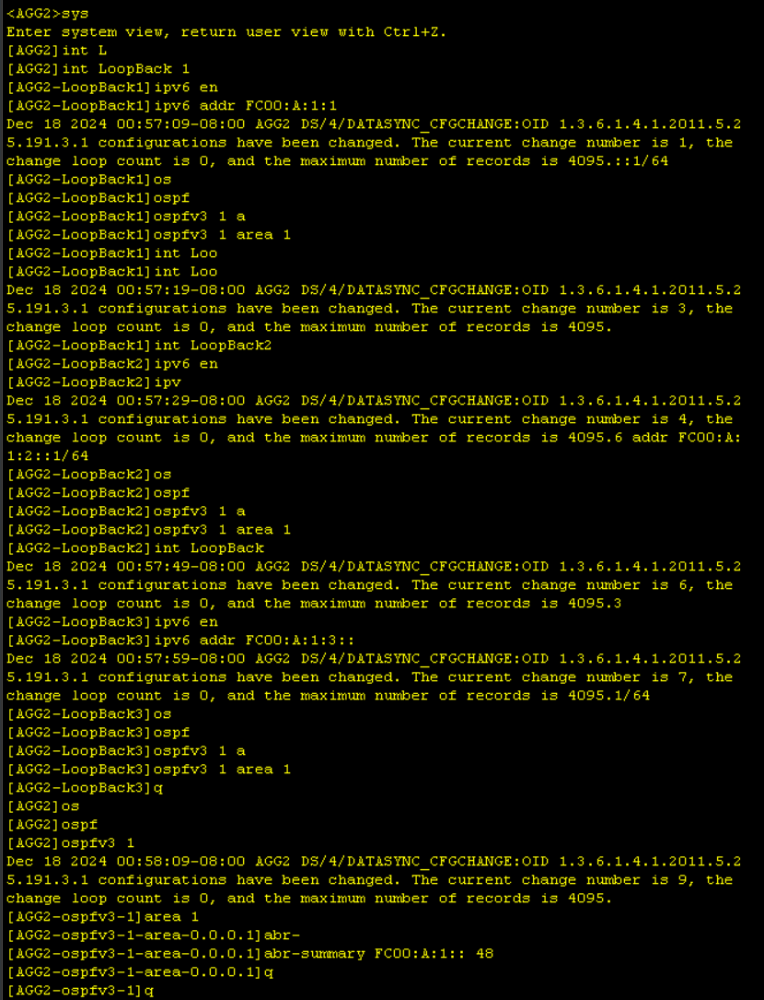 <AGG2>sys
Enter system view, return user view with Ctrl+Z.
[AGG2]int L
[AGG2]int LoopBack 1
[AGG2-LoopBack1]ipv6 en
[AGG2-LoopBack1]ipv6 addr FC00:A:1:1
Dec 18 2024 00:57:09-08:00 AGG2 DS/4/DATASYNC_CFGCHANGE:OID 1.3.6.1.4.1.2011.5.2
5.191.3.1 configurations have been changed. The current change number is 1, the
change loop count is 0, and the maximum number of records is 4095.::1/64
[AGG2-LoopBack1]os
[AGG2-LoopBack1]ospf
[AGG2-LoopBack1]ospfv3 1 a
[AGG2-LoopBack1]ospfv3 1 area 1
[AGG2-LoopBack1]int Loo
[AGG2-LoopBack1]int Loo
Dec 18 2024 00:57:19-08:00 AGG2 DS/4/DATASYNC_CFGCHANGE:OID 1.3.6.1.4.1.2011.5.2
5.191.3.1 configurations have been changed. The current change number is 3, the
change loop count is 0, and the maximum number of records is 4095.
[AGG2-LoopBack1]int LoopBack2
[AGG2-LoopBack2]ipv6 en
[AGG2-LoopBack2]ipv
Dec 18 2024 00:57:29-08:00 AGG2 DS/4/DATASYNC_CFGCHANGE:OID 1.3.6.1.4.1.2011.5.2
5.191.3.1 configurations have been changed. The current change number is 4, the
change loop count is 0, and the maximum number of records is 4095.6 addr FC00:A:
1:2::1/64
[AGG2-LoopBack2]os
[AGG2-LoopBack2]ospf
[AGG2-LoopBack2]ospfv3 1 a
[AGG2-LoopBack2]ospfv3 1 area 1
[AGG2-LoopBack2]int LoopBack
Dec 18 2024 00:57:49-08:00 AGG2 DS/4/DATASYNC_CFGCHANGE:OID 1.3.6.1.4.1.2011.5.2
5.191.3.1 configurations have been changed. The current change number is 6, the
change loop count is 0, and the maximum number of records is 4095.3
[AGG2-LoopBack3]ipv6 en
[AGG2-LoopBack3]ipv6 addr FC00:A:1:3::
Dec 18 2024 00:57:59-08:00 AGG2 DS/4/DATASYNC_CFGCHANGE:OID 1.3.6.1.4.1.2011.5.2
5.191.3.1 configurations have been changed. The current change number is 7, the
change loop count is 0, and the maximum number of records is 4095.1/64
[AGG2-LoopBack3]os
[AGG2-LoopBack3]ospf
[AGG2-LoopBack3]ospfv3 1 a
[AGG2-LoopBack3]ospfv3 1 area 1
[AGG2-LoopBack3]q
[AGG2]os
[AGG2]ospf
[AGG2]ospfv3 1
Dec 18 2024 00:58:09-08:00 AGG2 DS/4/DATASYNC_CFGCHANGE:OID 1.3.6.1.4.1.2011.5.2
5.191.3.1 configurations have been changed. The current change number is 9, the
change loop count is 0, and the maximum number of records is 4095.
[AGG2-ospfv3-1]area 1
[AGG2-ospfv3-1-area-0.0.0.1]abr-
[AGG2-ospfv3-1-area-0.0.0.1]abr-summary FC00:A:1:: 48
[AGG2-ospfv3-1-area-0.0.0.1]q
[AGG2-ospfv3-1]q